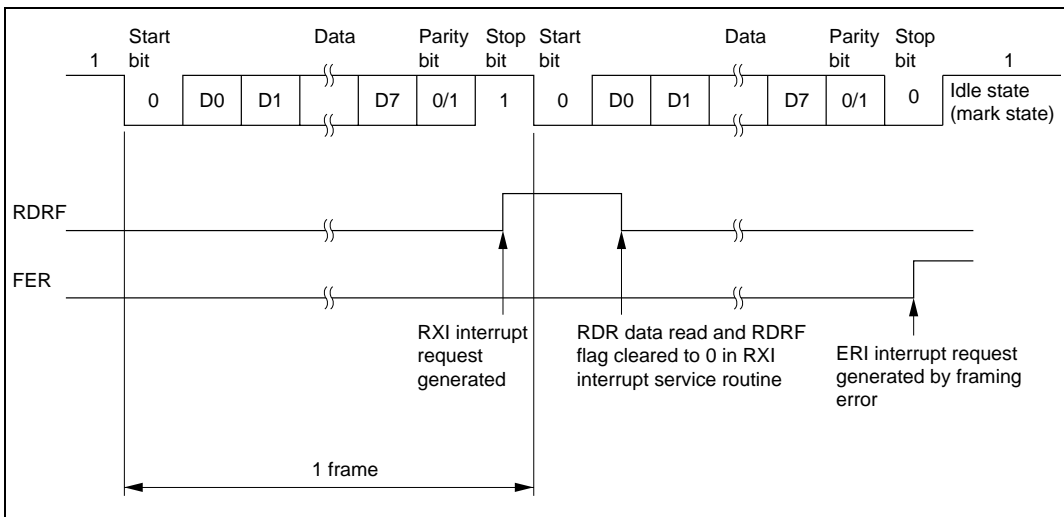 Start bit
Data
Parity bit
Stop bit
Start bit
Data
Parity bit
Stop bit
1
1
0
D0
D1
D7
0/1
1
0
D0
D1
D7
0/1
0
Idle state
(mark state)
RDRF
FER
RXI interrupt
request
generated
RDR data read and RDRF
flag cleared to 0 in RXI
interrupt service routine
ERI interrupt request
generated by framing
error
1 frame